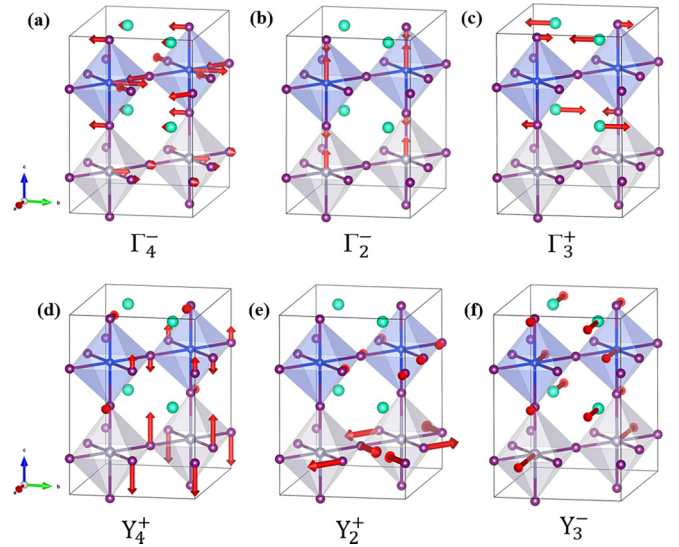 (a) (b) (c)
c
a b
Γ₄⁻ Γ₂⁻ Γ₃⁺
(d) (e) (f)
c
a b
Y₄⁺ Y₂⁺ Y₃⁻